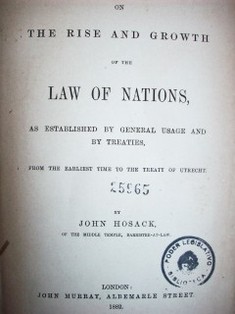 ON
THE RISE AND GROWTH
OF THE
LAW OF NATIONS,
AS ESTABLISHED BY GENERAL USAGE AND
BY TREATIES,
FROM THE EARLIEST TIME TO THE TREATY OF UTRECHT.
25965
BY
JOHN HOSACK,
OF THE MIDDLE TEMPLE, BARRISTER-AT-LAW.
PODER LEGISLATIVO
BIBLIOTECA
LONDON:
JOHN MURRAY, ALBEMARLE STREET.
1882.